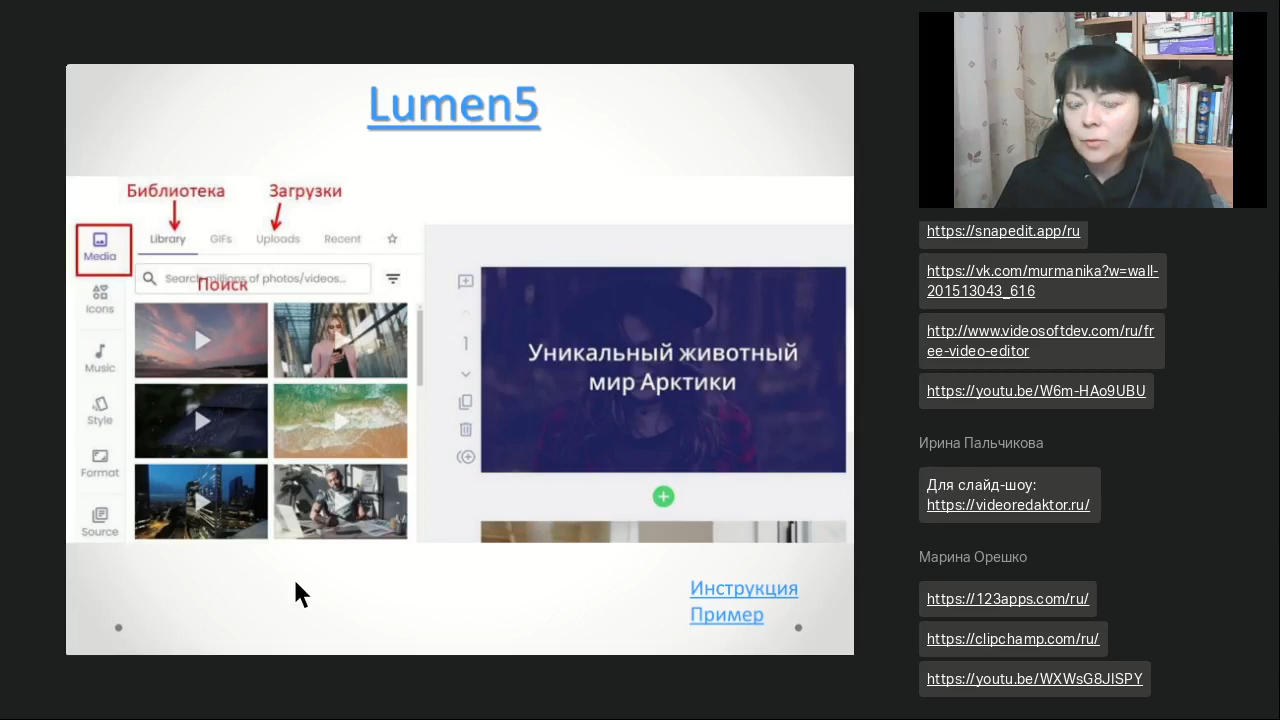 Lumen5
Библиотека
Загрузки
Media
Library
GIFs
Uploads
Recent
Search millions of photos/videos...
Поиск
Icons
Music
Style
Format
Source
1
Уникальный животный
мир Арктики
Инструкция
Пример
https://snapedit.app/ru
https://vk.com/murmanika?w=wall-
201513043_616
http://www.videosoftdev.com/ru/fr
ee-video-editor
https://youtu.be/W6m-HAo9UBU
Ирина Пальчикова
Для слайд-шоу:
https://videoredaktor.ru/
Марина Орешко
https://123apps.com/ru/
https://clipchamp.com/ru/
https://youtu.be/WXWsG8JISPY